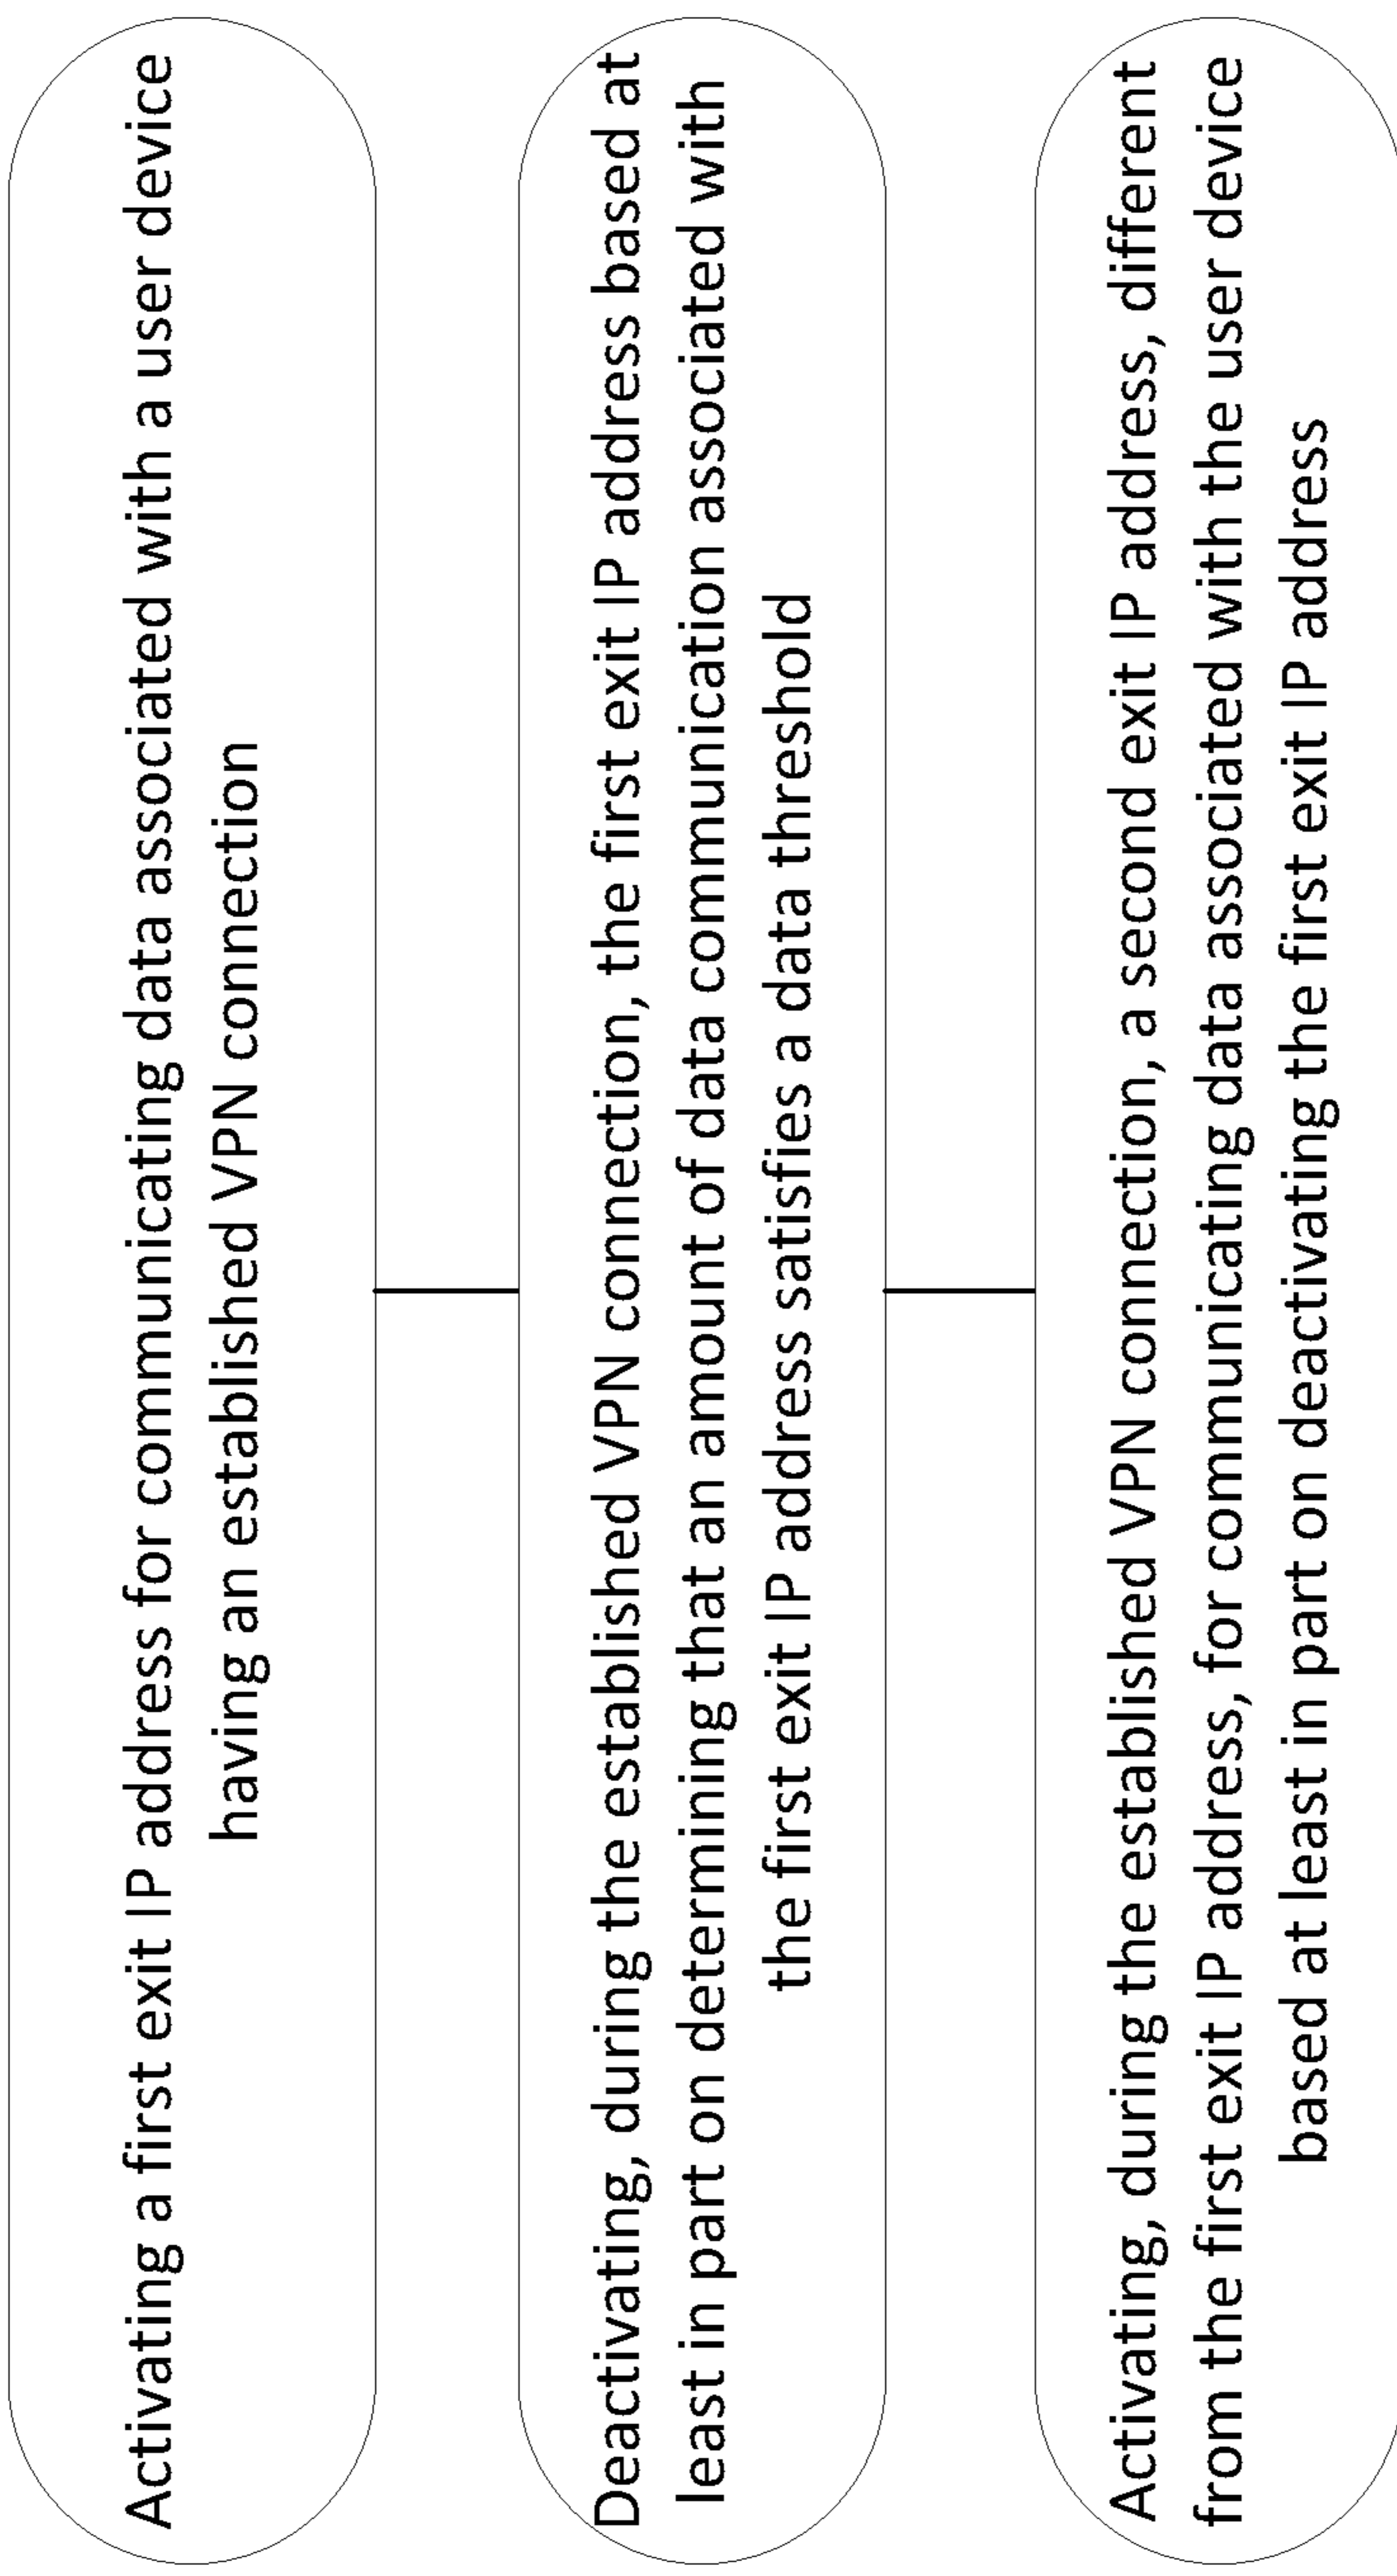 Activating a first exit IP address for communicating data associated with a user device
having an established VPN connection
Deactivating, during the established VPN connection, the first exit IP address based at
least in part on determining that an amount of data communication associated with
the first exit IP address satisfies a data threshold
Activating, during the established VPN connection, a second exit IP address, different
from the first exit IP address, for communicating data associated with the user device
based at least in part on deactivating the first exit IP address